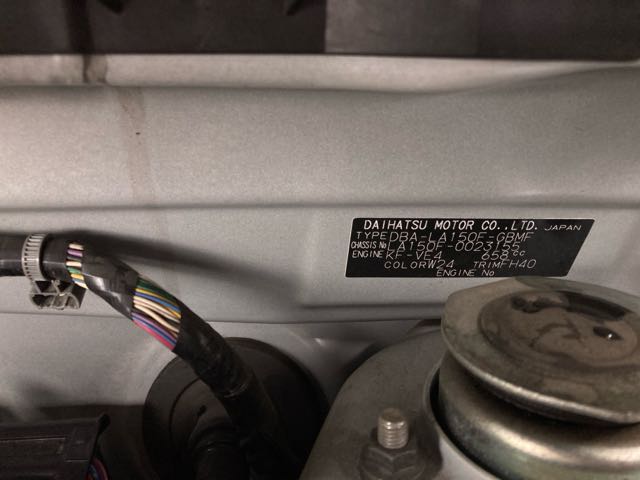 DAIHATSU MOTOR CO.,LTD. JAPAN
TYPE DBA-LA150F-GBMF
CHASSIS No LA150F-0023155
ENGINE KF-VE4 658cc
COLOR W24 TRIM FH40
ENGINE No